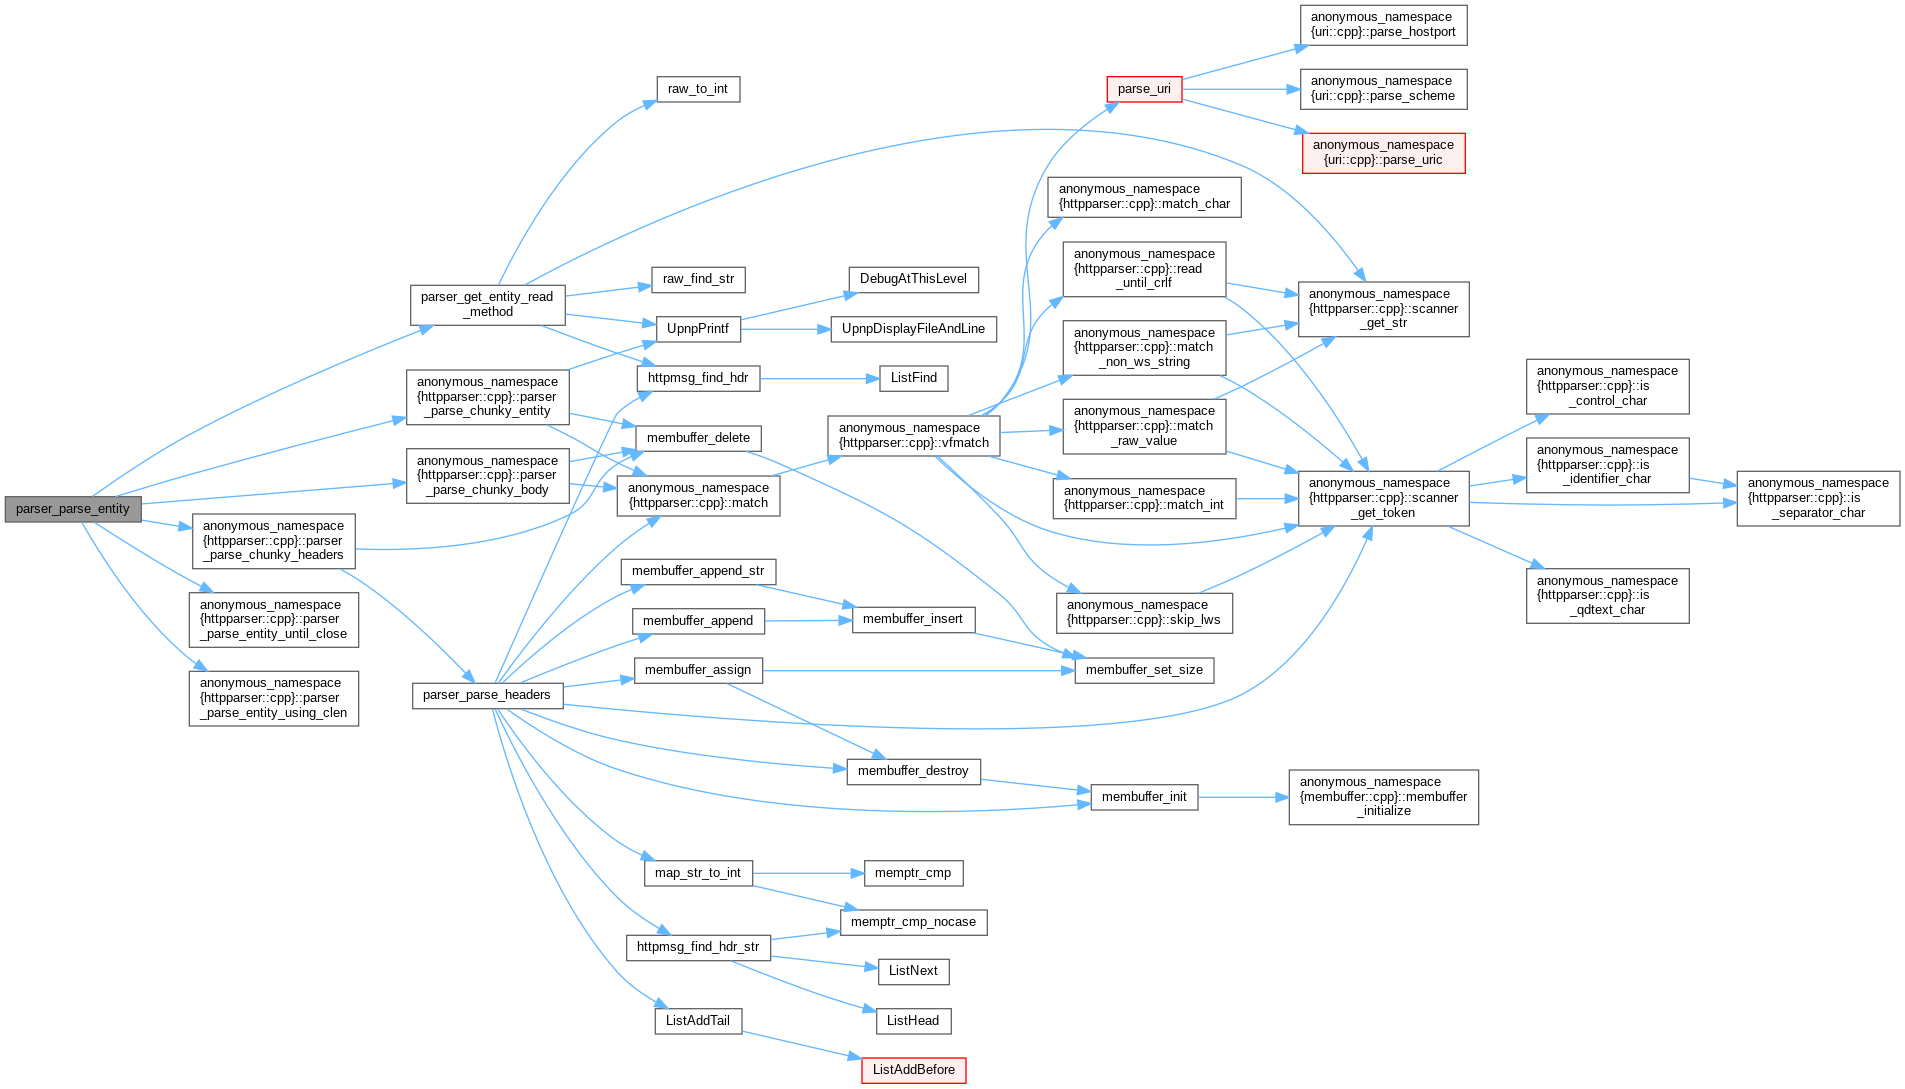 parser_parse_entity
parser_get_entity_read
_method
anonymous_namespace
{httpparser::cpp}::parser
_parse_chunky_entity
anonymous_namespace
{httpparser::cpp}::parser
_parse_chunky_body
anonymous_namespace
{httpparser::cpp}::parser
_parse_chunky_headers
anonymous_namespace
{httpparser::cpp}::parser
_parse_entity_until_close
anonymous_namespace
{httpparser::cpp}::parser
_parse_entity_using_clen
parser_parse_headers
raw_to_int
raw_find_str
UpnpPrintf
httpmsg_find_hdr
membuffer_delete
anonymous_namespace
{httpparser::cpp}::match
membuffer_append_str
membuffer_append
membuffer_assign
map_str_to_int
httpmsg_find_hdr_str
ListAddTail
DebugAtThisLevel
UpnpDisplayFileAndLine
ListFind
anonymous_namespace
{httpparser::cpp}::vfmatch
membuffer_insert
membuffer_destroy
memptr_cmp
memptr_cmp_nocase
ListNext
ListHead
ListAddBefore
parse_uri
anonymous_namespace
{httpparser::cpp}::match_char
anonymous_namespace
{httpparser::cpp}::read
_until_crlf
anonymous_namespace
{httpparser::cpp}::match
_non_ws_string
anonymous_namespace
{httpparser::cpp}::match
_raw_value
anonymous_namespace
{httpparser::cpp}::match_int
anonymous_namespace
{httpparser::cpp}::skip_lws
membuffer_set_size
membuffer_init
anonymous_namespace
{uri::cpp}::parse_hostport
anonymous_namespace
{uri::cpp}::parse_scheme
anonymous_namespace
{uri::cpp}::parse_uric
anonymous_namespace
{httpparser::cpp}::scanner
_get_str
anonymous_namespace
{httpparser::cpp}::scanner
_get_token
anonymous_namespace
{membuffer::cpp}::membuffer
_initialize
anonymous_namespace
{httpparser::cpp}::is
_control_char
anonymous_namespace
{httpparser::cpp}::is
_identifier_char
anonymous_namespace
{httpparser::cpp}::is
_qdtext_char
anonymous_namespace
{httpparser::cpp}::is
_separator_char